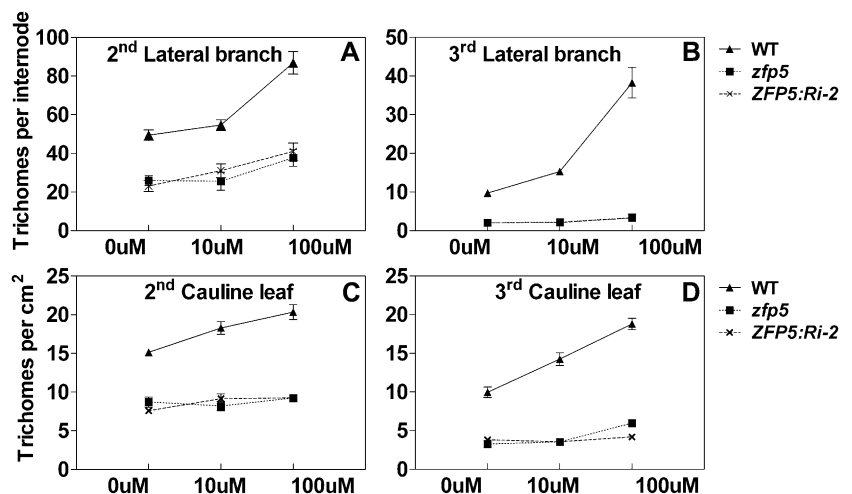 Trichomes per internode
100
80
60
40
20
0
2nd Lateral branch
A
0uM 10uM 100uM
50
40
30
20
10
0
3rd Lateral branch
B
0uM 10uM 100uM
WT
zfp5
ZFP5:Ri-2
Trichomes per cm2
25
20
15
10
5
0
2nd Cauline leaf
C
0uM 10uM 100uM
25
20
15
10
5
0
3rd Cauline leaf
D
0uM 10uM 100uM
WT
zfp5
ZFP5:Ri-2